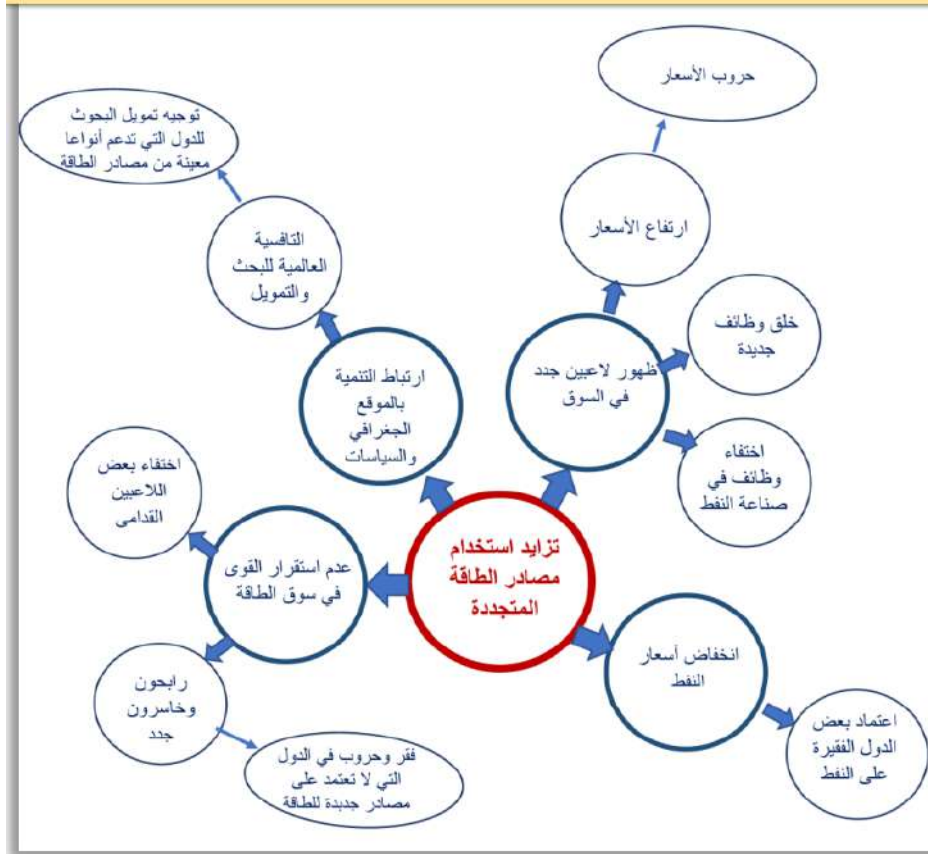 حروب الأسعار
توجيه تمويل البحوث
للدول التي تدعم أنواعا
معينة من مصادر الطاقة
ارتفاع الأسعار
التافسية
العالمية للبحث
والتمويل
خلق وظائف
جديدة
ظهور لاعبين جدد
في السوق
ارتباط التنمية
بالموقع
الجغرافي
والسياسات
اختفاء
وظائف في
صناعة النفط
اختفاء بعض
اللاعبين
القدامى
تزايد استخدام
مصادر الطاقة
المتجددة
عدم استقرار القوى
في سوق الطاقة
انخفاض أسعار
النفط
رابحون
وخاسرون
جدد
اعتماد بعض
الدول الفقيرة
على النفط
فقر وحروب في الدول
التي لا تعتمد على
مصادر جديدة للطاقة